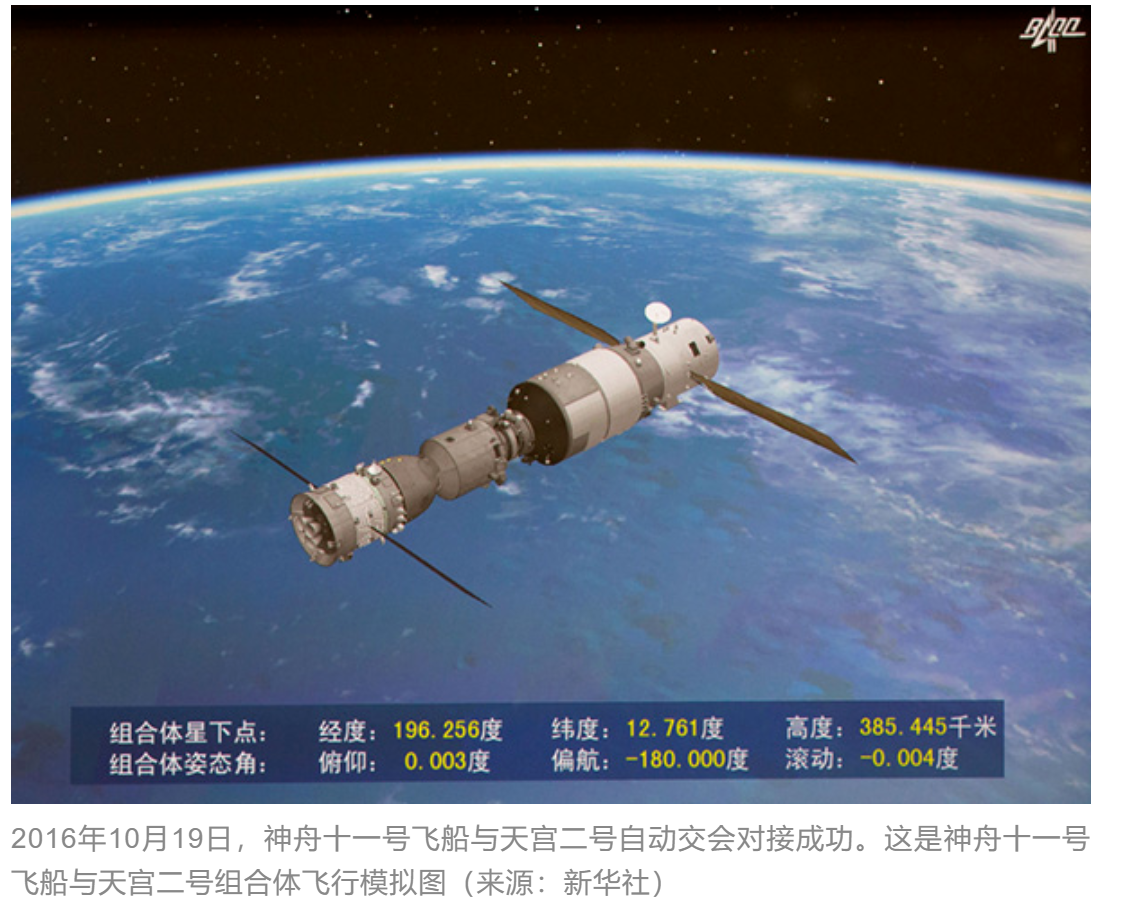 BACC
组合体星下点: 经度: 196.256度 纬度: 12.761度 高度: 385.445千米
组合体姿态角: 俯仰: 0.003度 偏航: -180.000度 滚动: -0.004度
2016年10月19日，神舟十一号飞船与天宫二号自动交会对接成功。这是神舟十一号
飞船与天宫二号组合体飞行模拟图（来源：新华社）